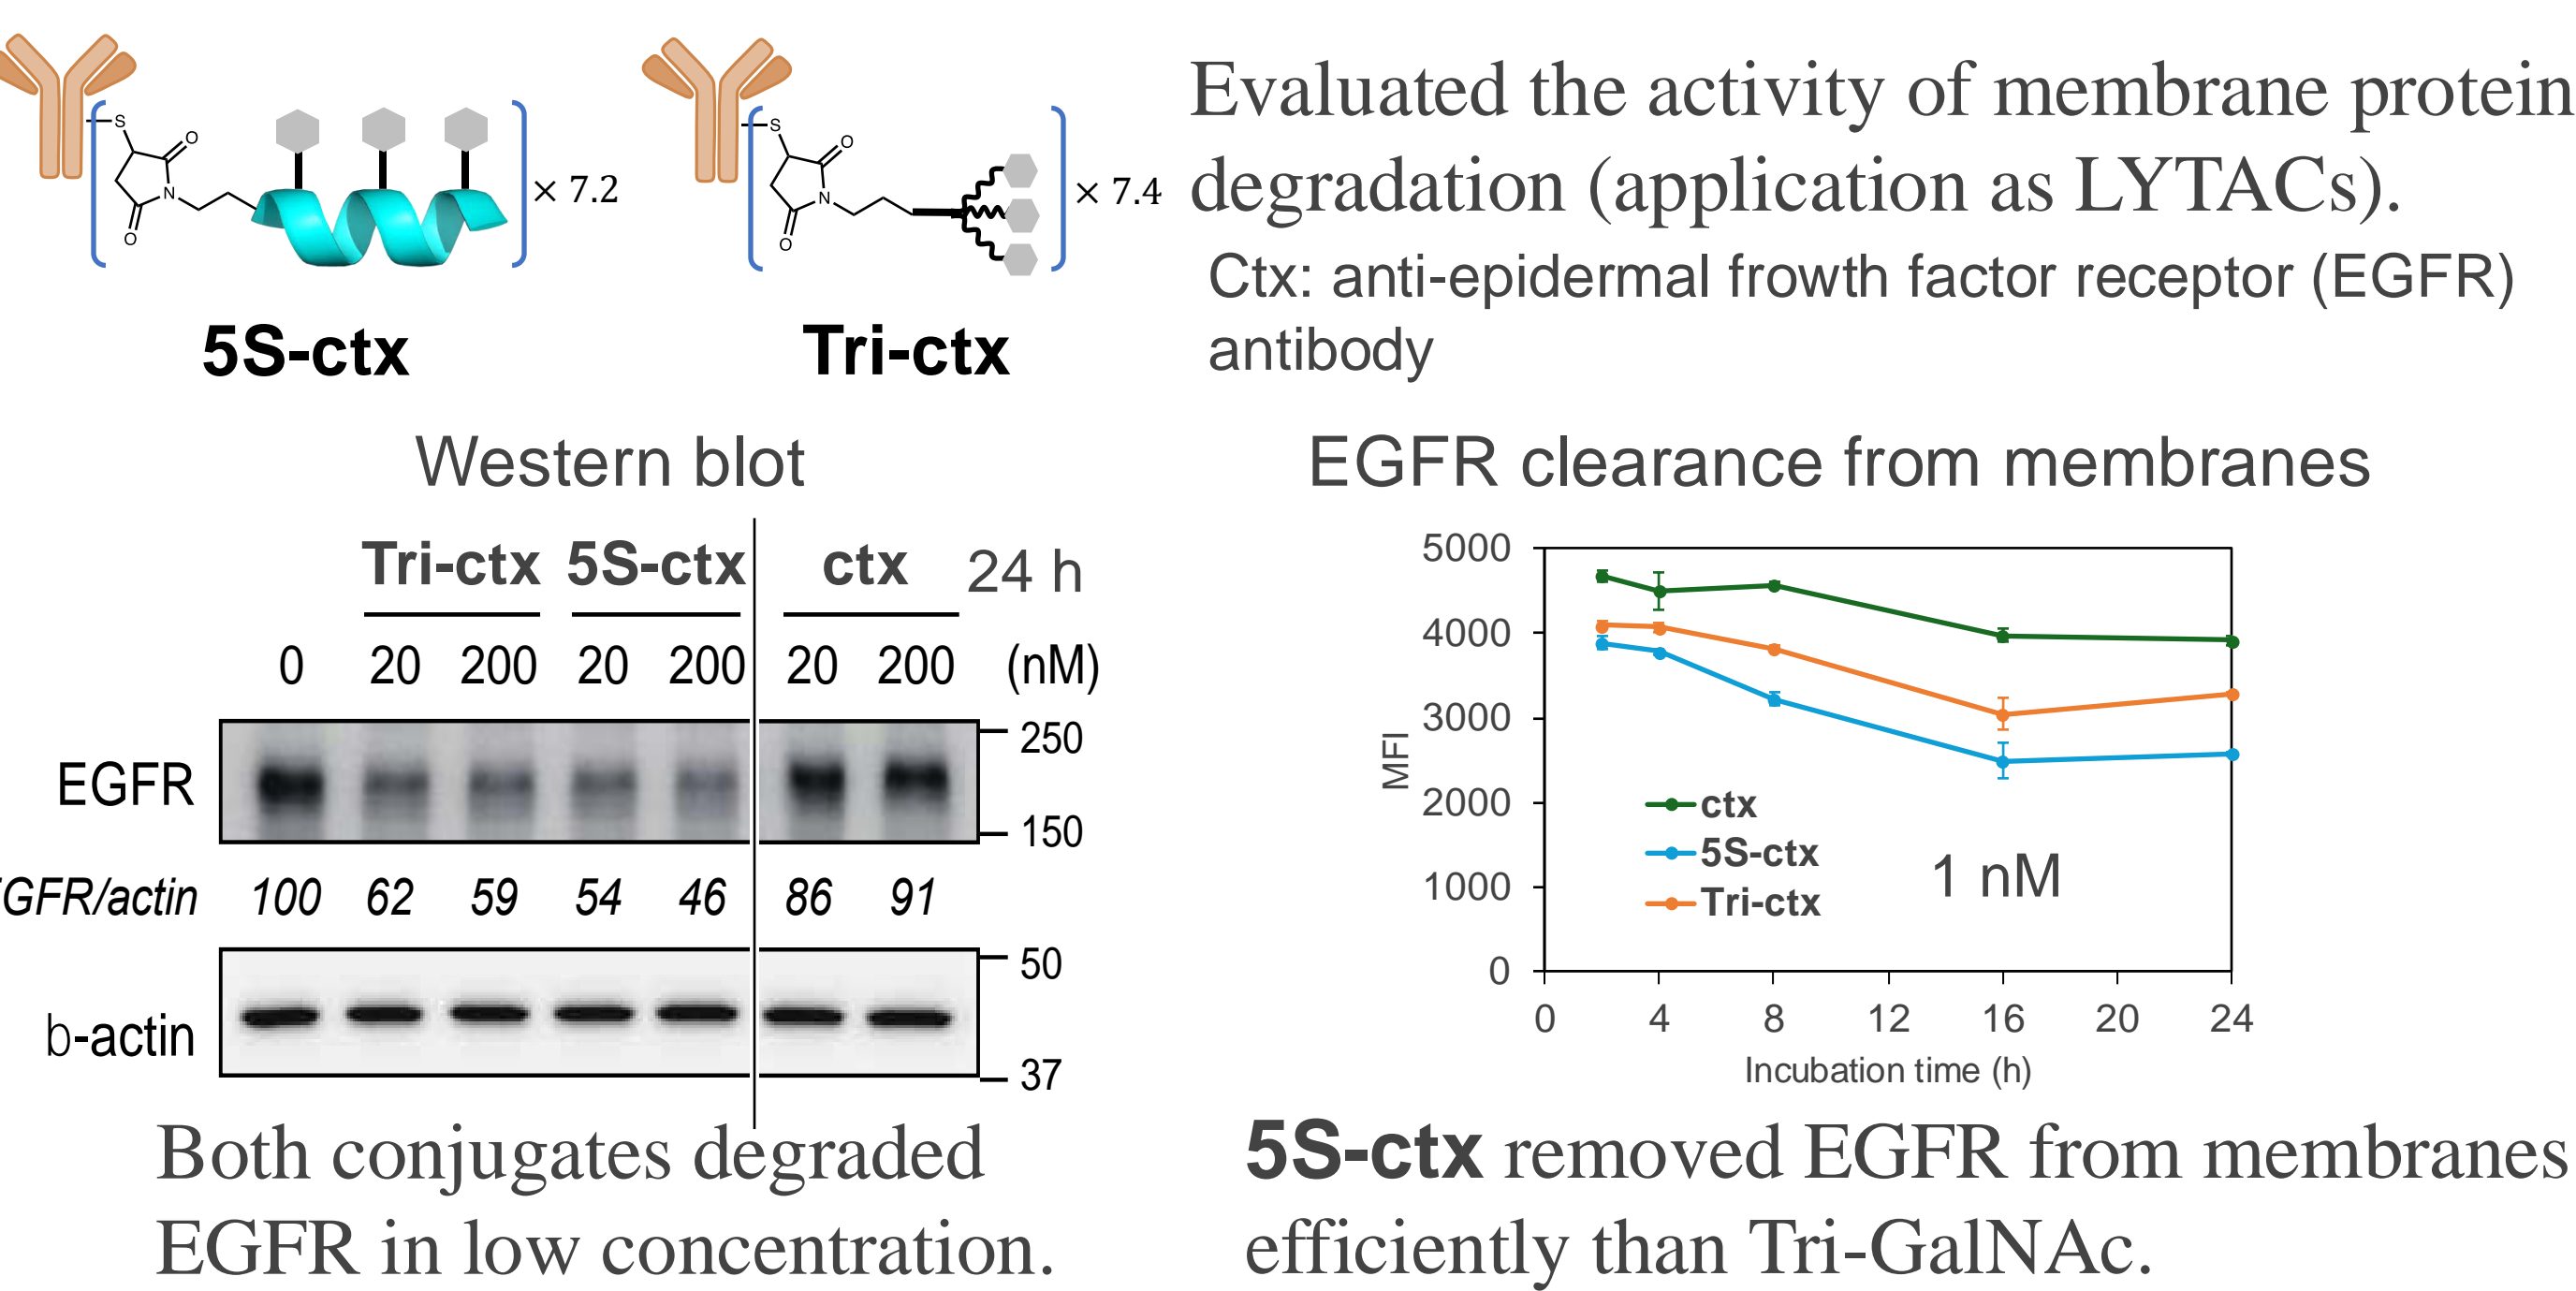 S
O
N
O
× 7.2
5S-ctx
S
O
N
O
× 7.4
Tri-ctx
Evaluated the activity of membrane protein
degradation (application as LYTACs).
Ctx: anti-epidermal frowth factor receptor (EGFR)
antibody
Western blot
Tri-ctx 5S-ctx ctx 24 h
0 20 200 20 200 20 200 (nM)
EGFR
250
150
GFR/actin 100 62 59 54 46 86 91
b-actin
50
37
Both conjugates degraded
EGFR in low concentration.
EGFR clearance from membranes
5000
4000
3000
2000
1000
0
MFI
ctx
5S-ctx
Tri-ctx
1 nM
0 4 8 12 16 20 24
Incubation time (h)
5S-ctx removed EGFR from membranes
efficiently than Tri-GalNAc.